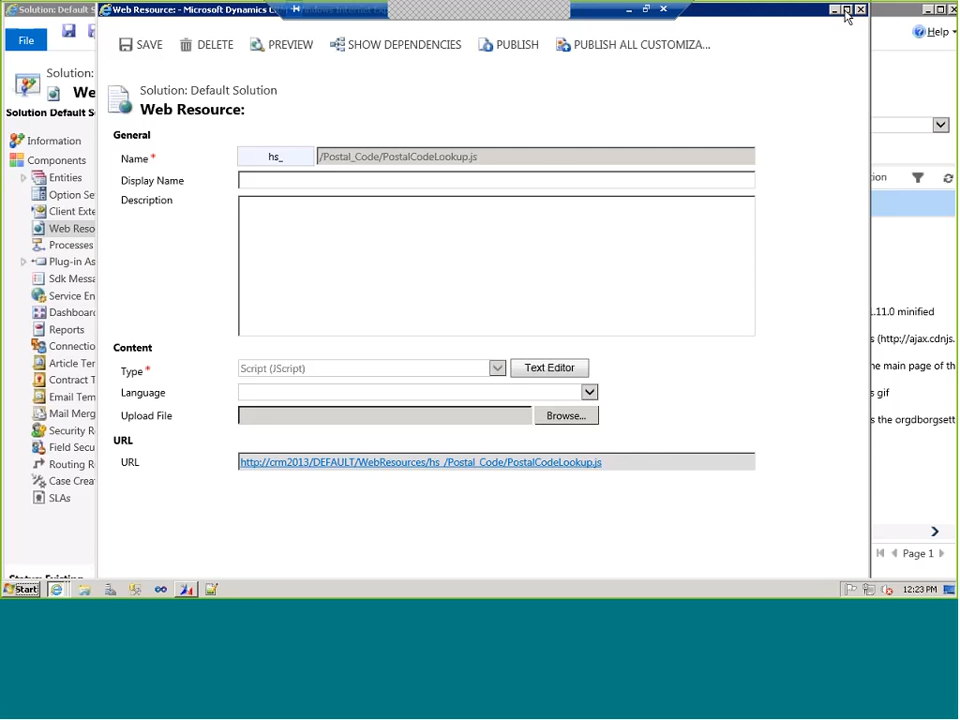 Solution: Default S
Web Resource: - Microsoft Dynamics
File
Help
SAVE
DELETE
PREVIEW
SHOW DEPENDENCIES
PUBLISH
PUBLISH ALL CUSTOMIZA...
Solution:
We
Solution Default S
Solution: Default Solution
Web Resource:
Information
Components
Entities
Option Se
Client Exte
Web Reso
Processes
Plug-in As
Sdk Messa
Service En
Dashboar
Reports
Connectio
Article Ter
Contract T
Email Tem
Mail Merg
Security R
Field Secu
Routing R
Case Crea
SLAs
General
Name *
hs_
/Postal_Code/PostalCodeLookup.js
Display Name
Description
Content
Type *
Script (JScript)
Text Editor
Language
Upload File
Browse...
URL
URL
http://crm2013/DEFAULT/WebResources/hs_/Postal_Code/PostalCodeLookup.js
ion
.11.0 minified
s (http://ajax.cdnjs.
he main page of th
s gif
s the orgdborgsett
Page 1
Start
12:23 PM